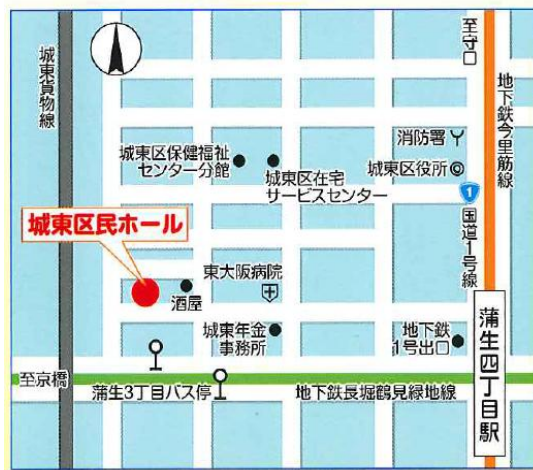 城東貨物線
至守口
地下鉄今里筋線
消防署
城東区役所
城東区保健福祉
センター分館
城東区在宅
サービスセンター
1
国道1号線
城東区民ホール
酒屋
東大阪病院
城東年金
事務所
地下鉄
1号出口
蒲生四丁目駅
至京橋
蒲生3丁目バス停
地下鉄長堀鶴見緑地線